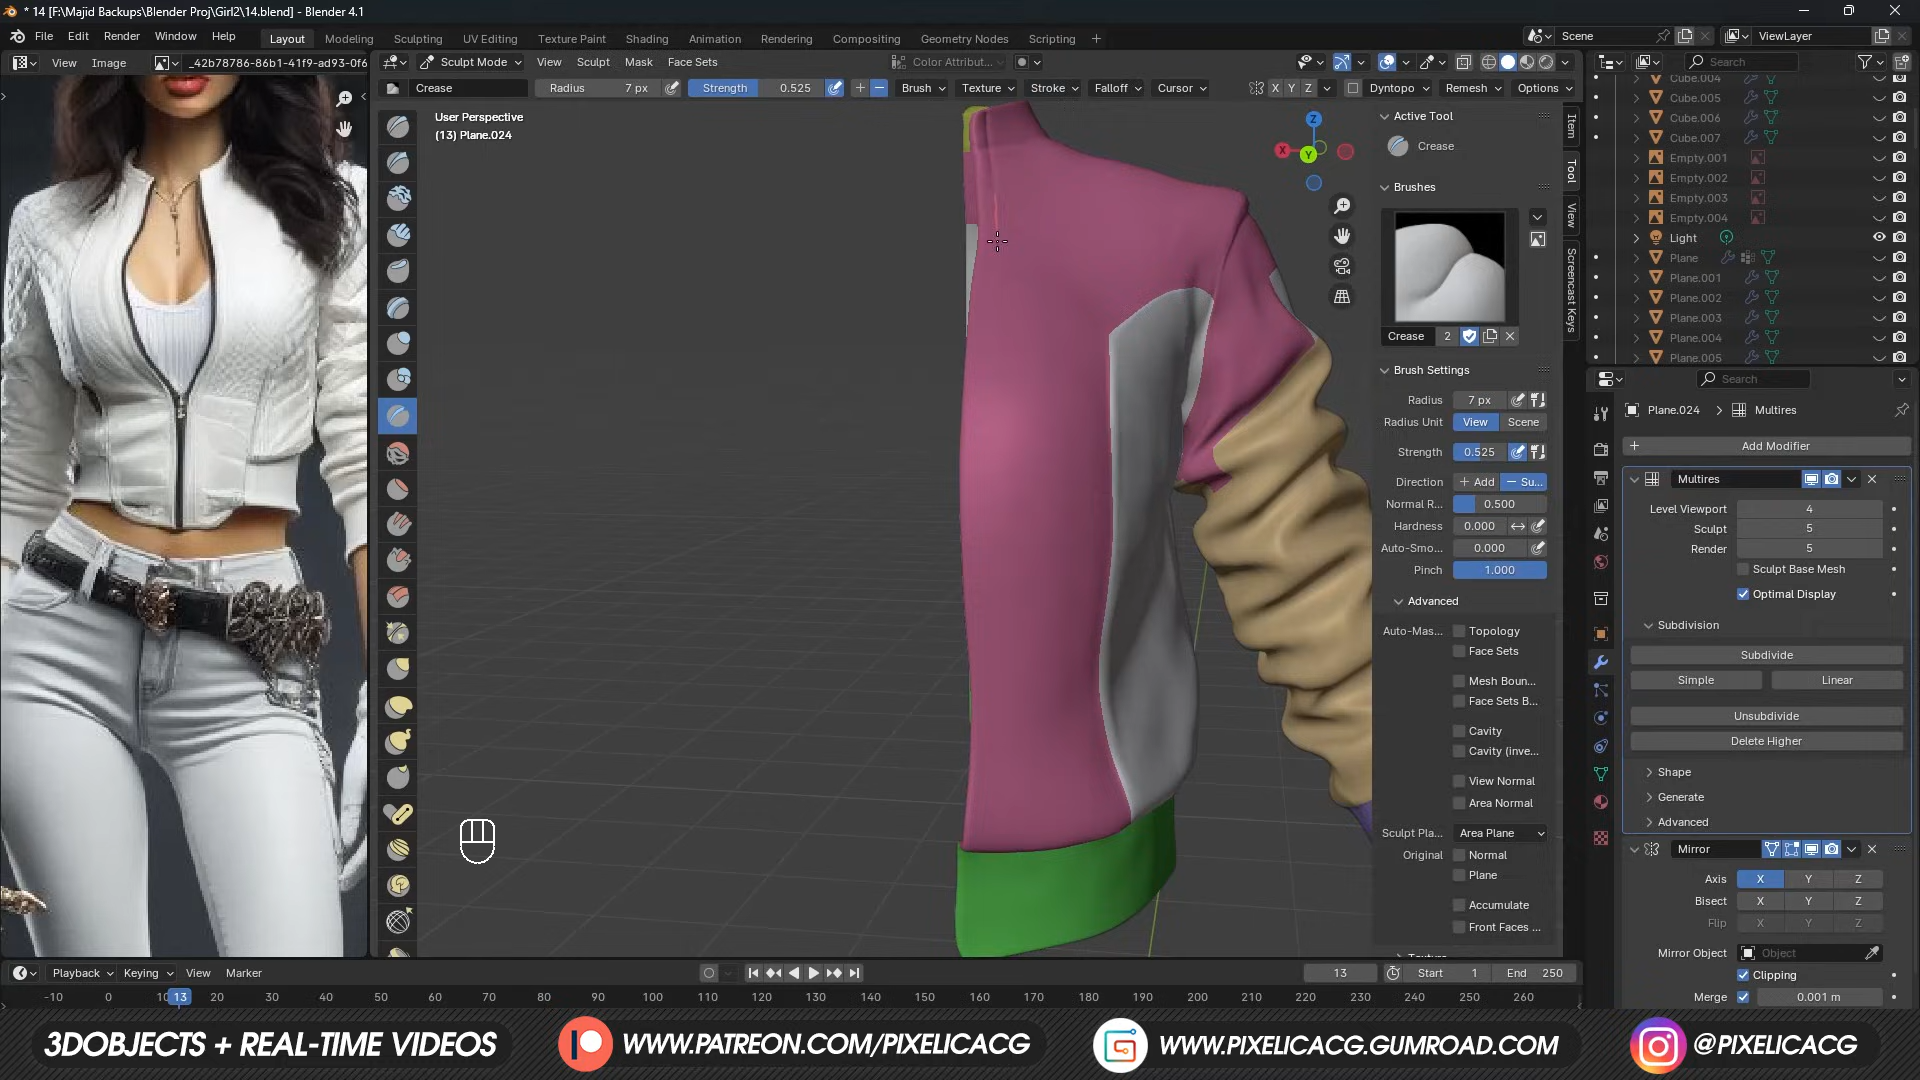 * 14 [F:\Majid Backups\Blender Proj\Girl2\14.blend] - Blender 4.1
File Edit Render Window Help Layout Modeling Sculpting UV Editing Texture Paint Shading Animation Rendering Compositing Geometry Nodes Scripting + Scene ViewLayer
View Image _42b78786-86b1-41f9-ad93-0f6 Sculpt Mode View Sculpt Mask Face Sets Color Attribut... Search
Crease Radius 7 px Strength 0.525 Brush Texture Stroke Falloff Cursor X Y Z Dyntopo Remesh Options
User Perspective
(13) Plane.024
Z
X
Y
Active Tool
Crease
Brushes
Crease 2
Brush Settings
Radius 7 px
Radius Unit View Scene
Strength 0.525
Direction Add Su...
Normal R... 0.500
Hardness 0.000
Auto-Smo... 0.000
Pinch 1.000
Advanced
Auto-Mas... Topology
Face Sets
Mesh Boun...
Face Sets B...
Cavity
Cavity (inve...
View Normal
Area Normal
Sculpt Pla... Area Plane
Original Normal
Plane
Accumulate
Front Faces ...
Item
Tool
View
Screencast Keys
Cube.004
Cube.005
Cube.006
Cube.007
Empty.001
Empty.002
Empty.003
Empty.004
Light
Plane
Plane.001
Plane.002
Plane.003
Plane.004
Plane.005
Search
Plane.024 Multires
Add Modifier
Multires
Level Viewport 4
Sculpt 5
Render 5
Sculpt Base Mesh
Optimal Display
Subdivision
Subdivide
Simple Linear
Unsubdivide
Delete Higher
Shape
Generate
Advanced
Mirror
Axis X Y Z
Bisect X Y Z
Flip X Y Z
Mirror Object Object
Clipping
Merge 0.001 m
Playback Keying View Marker 13 Start 1 End 250
-10 0 10 13 20 30 40 50 60 70 80 90 100 110 120 130 140 150 160 170 180 190 200 210 220 230 240 250 260
3DOBJECTS + REAL-TIME VIDEOS WWW.PATREON.COM/PIXELICACG WWW.PIXELICACG.GUMROAD.COM @PIXELICACG